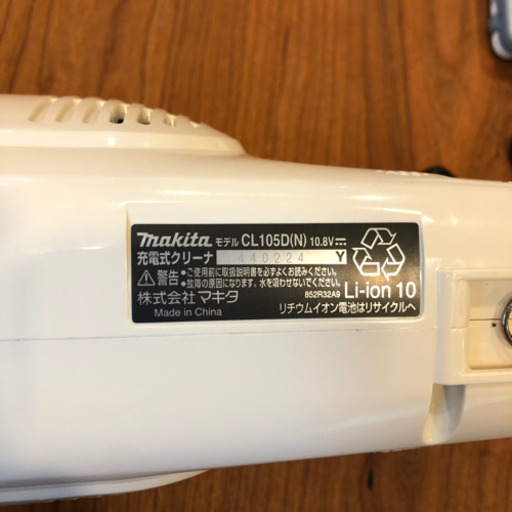 makita モデル CL105D(N) 10.8V⎓
充電式クリーナ 440224 Y
⚠警告 ●ご使用前に取扱説明書を必ずよくお読みください。
●故障の原因になります。水を吸わせないでください。
株式会社 マキタ 852R32A9 Li-ion 10
Made in China リチウムイオン電池はリサイクルへ